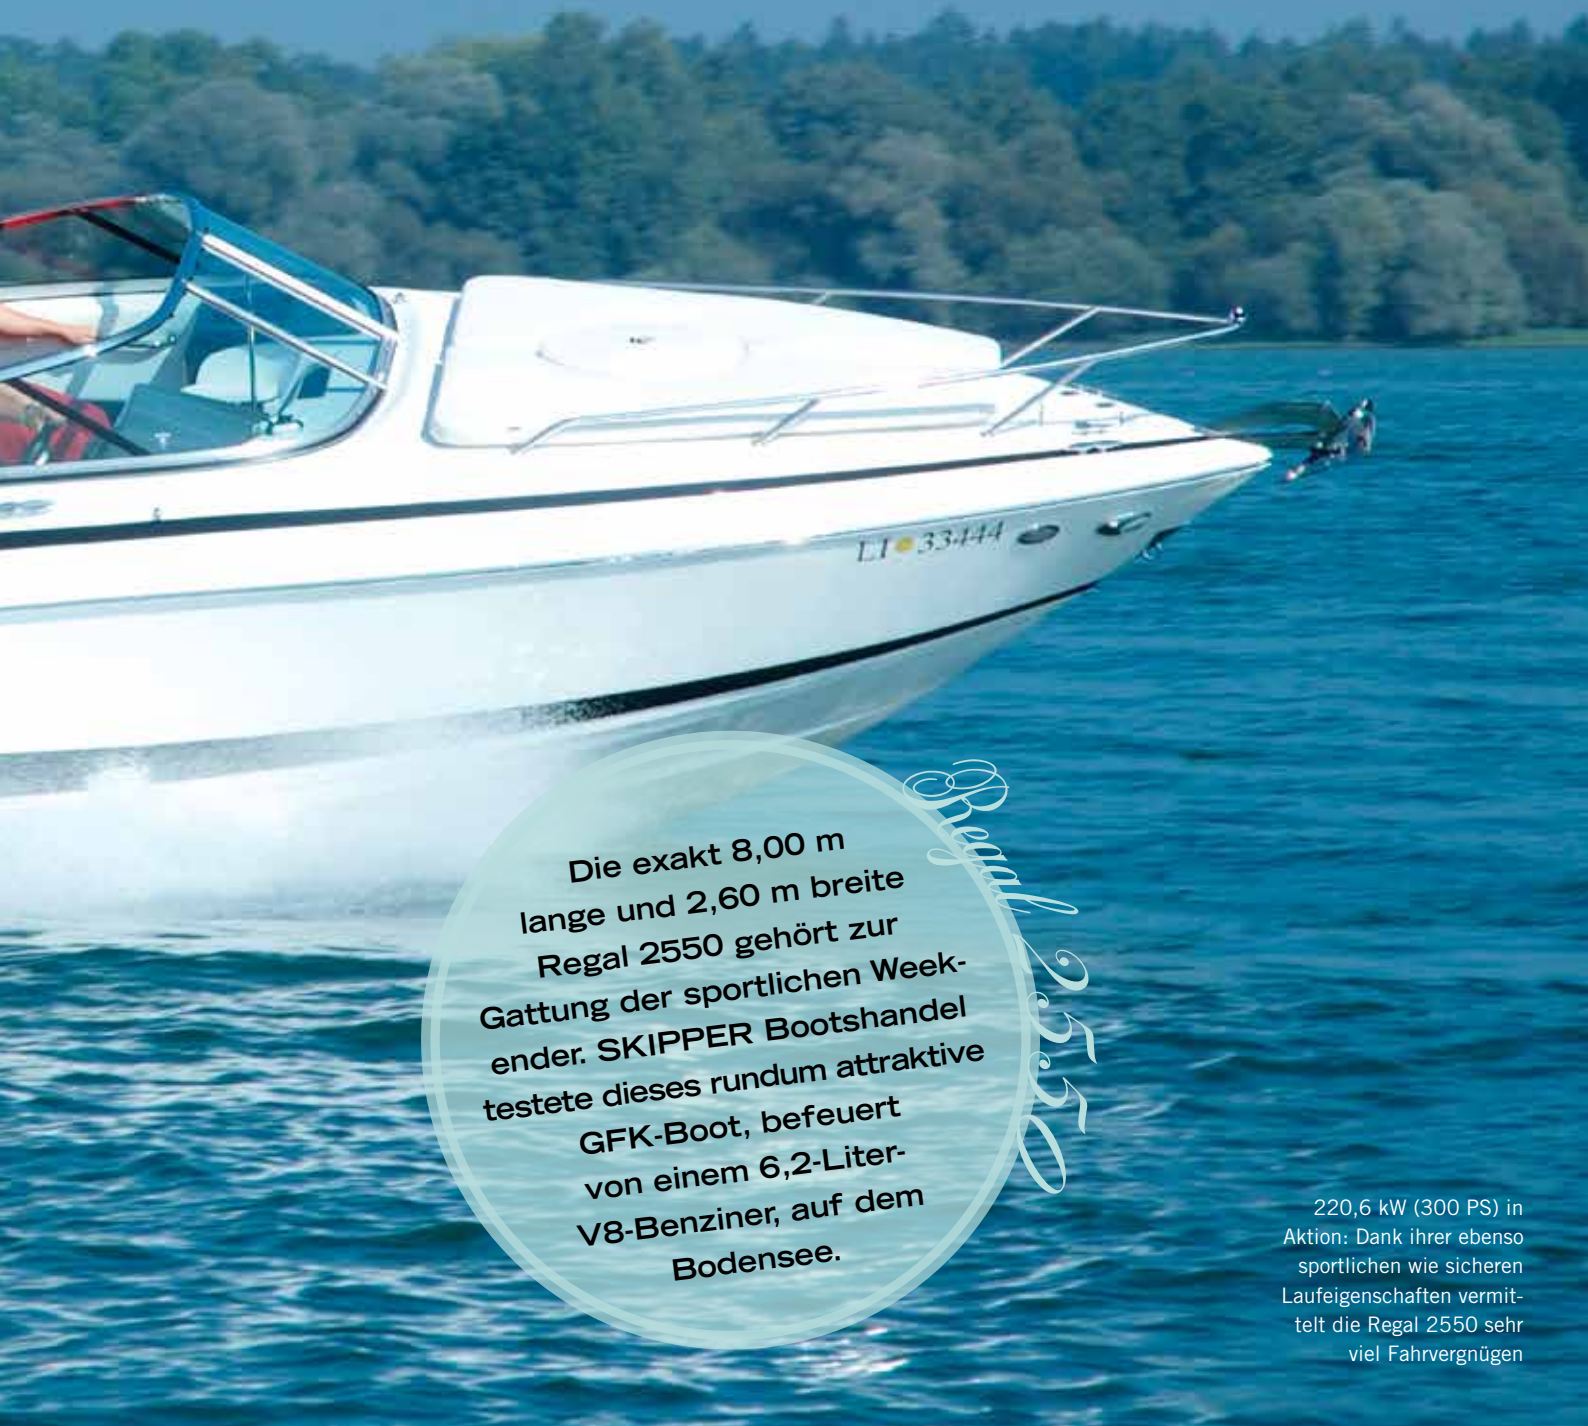 LI 33444
Die exakt 8,00 m
lange und 2,60 m breite
Regal 2550 gehört zur
Gattung der sportlichen Week-
ender. SKIPPER Bootshandel
testete dieses rundum attraktive
GFK-Boot, befeuert
von einem 6,2-Liter-
V8-Benziner, auf dem
Bodensee.
Regal 2550
220,6 kW (300 PS) in
Aktion: Dank ihrer ebenso
sportlichen wie sicheren
Laufeigenschaften vermit-
telt die Regal 2550 sehr
viel Fahrvergnügen